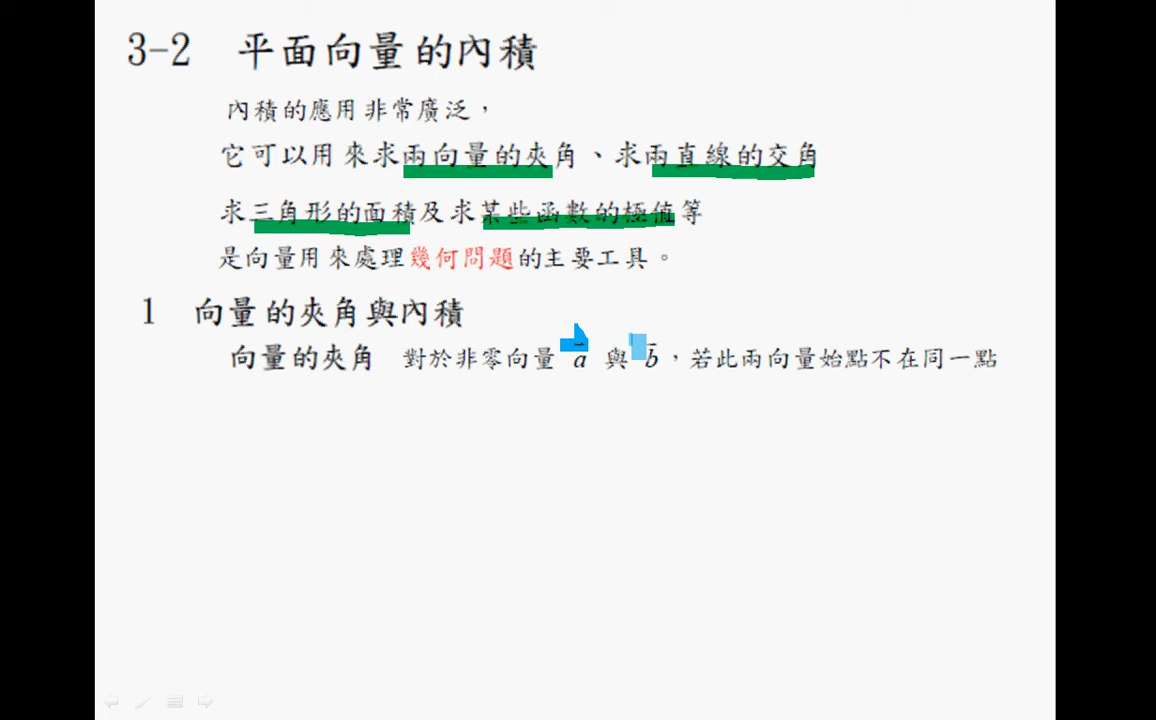 3-2 平面向量的內積
內積的應用非常廣泛，
它可以用來求兩向量的夾角、求兩直線的交角
求三角形的面積及求某些函數的極值等
是向量用來處理幾何問題的主要工具。
1 向量的夾角與內積
向量的夾角 對於非零向量 a 與 b，若此兩向量始點不在同一點